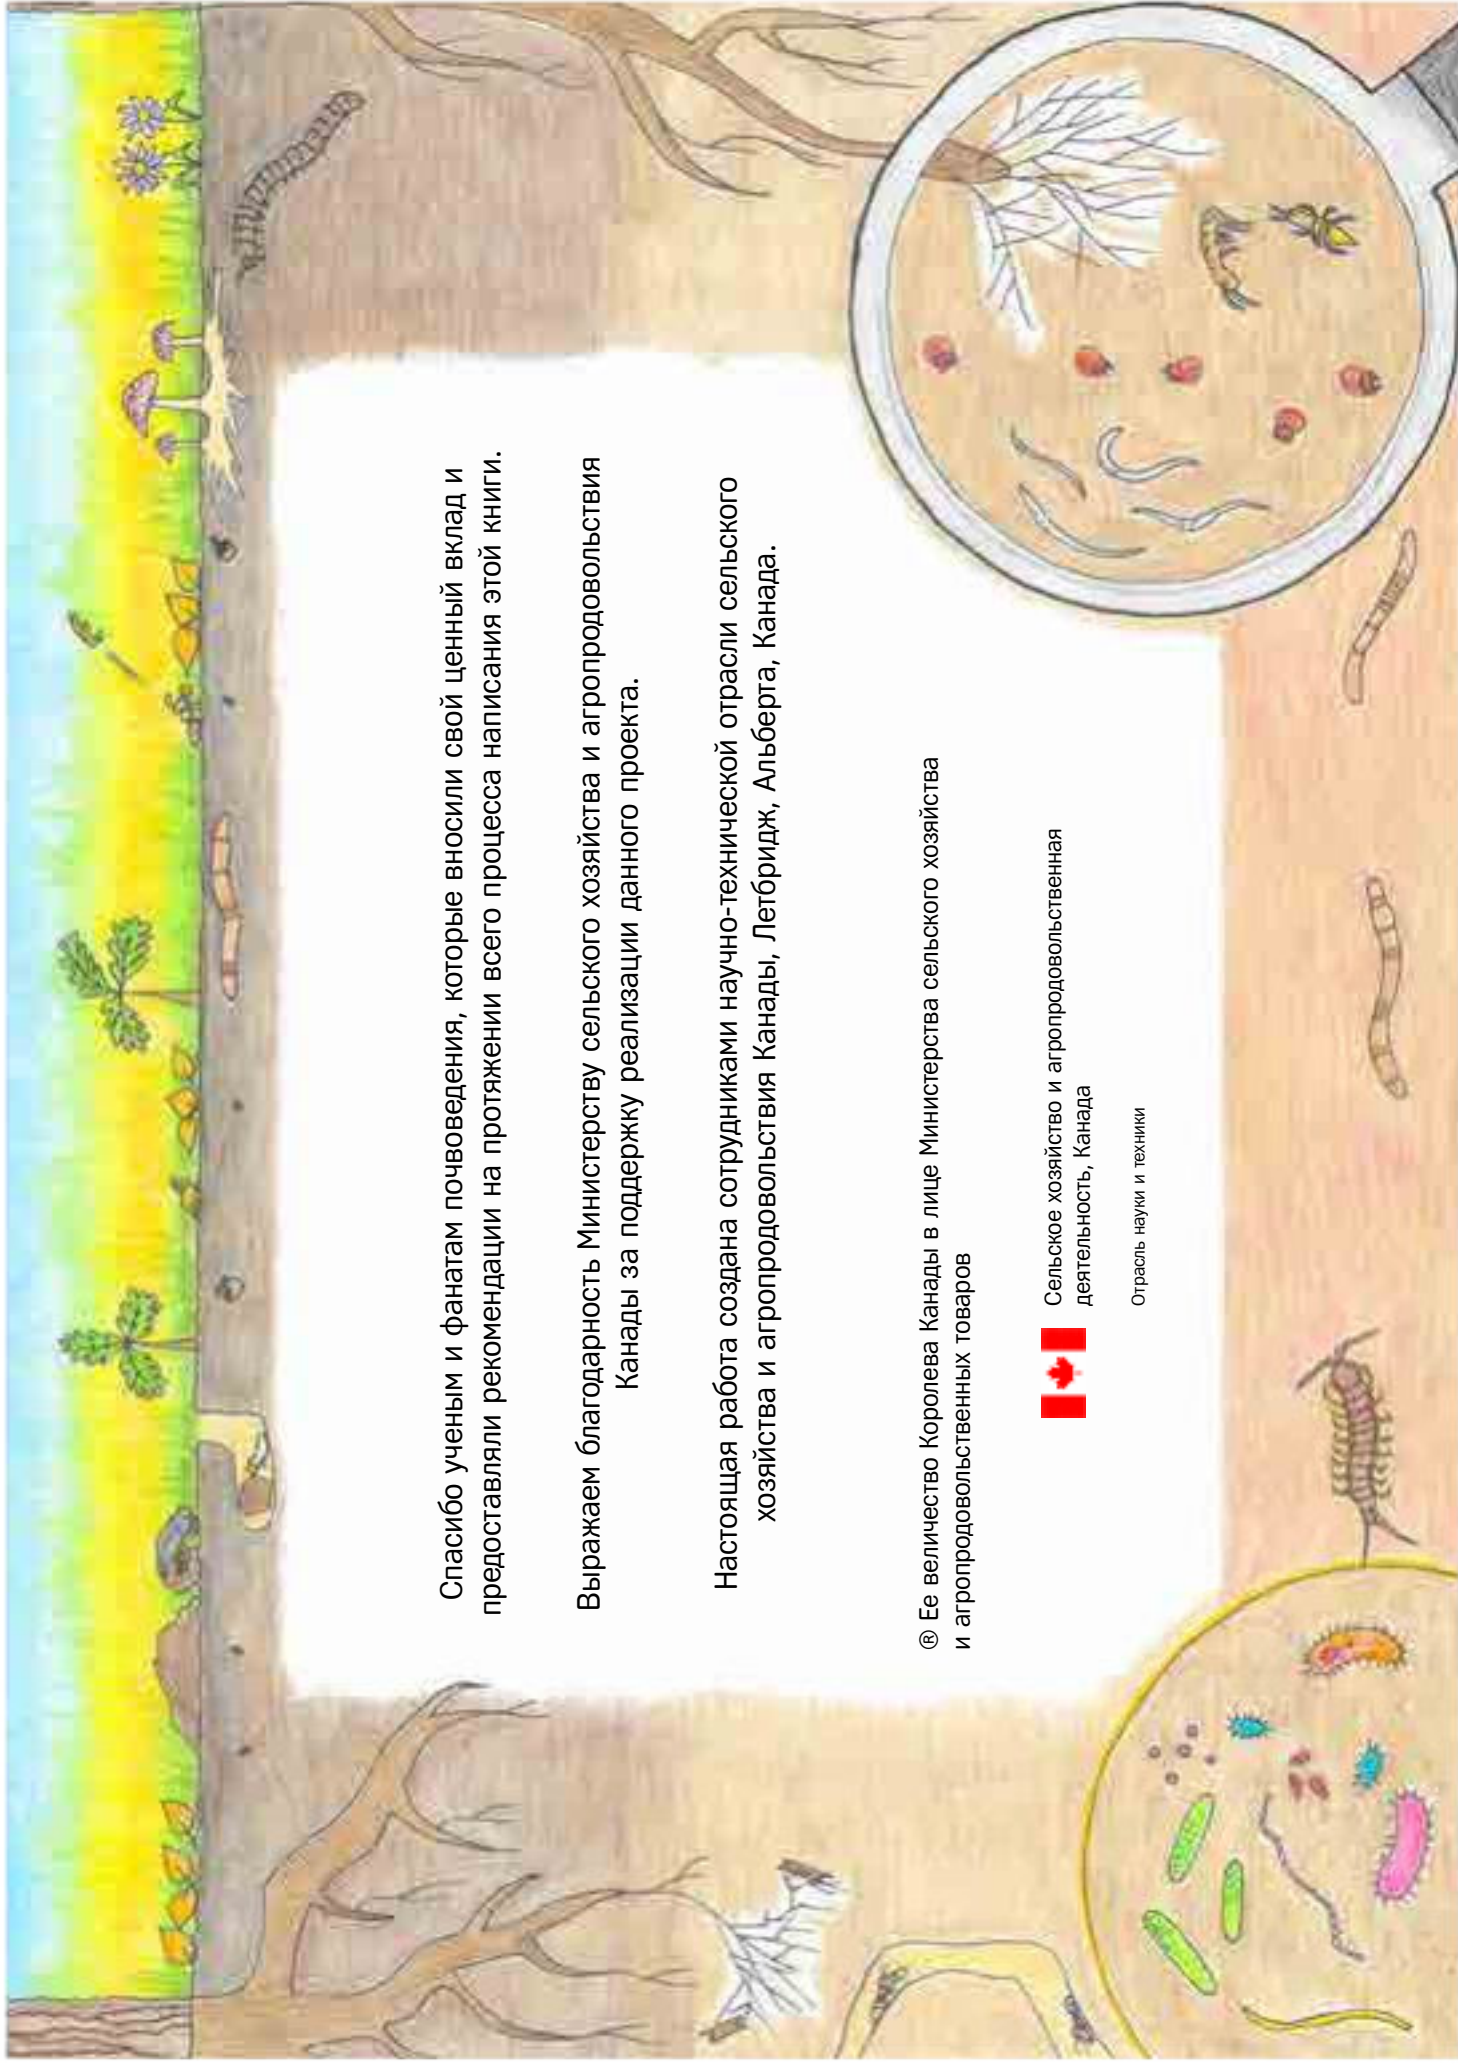 Спасибо ученым и фанатам почвоведения, которые вносили свой ценный вклад и
предоставляли рекомендации на протяжении всего процесса написания этой книги.
Выражаем благодарность Министерству сельского хозяйства и агропродовольствия
Канады за поддержку реализации данного проекта.
Настоящая работа создана сотрудниками научно-технической отрасли сельского
хозяйства и агропродовольствия Канады, Летбридж, Альберта, Канада.
® Ее величество Королева Канады в лице Министерства сельского хозяйства
и агропродовольственных товаров
Сельское хозяйство и агропродовольственная
деятельность, Канада
Отрасль науки и техники